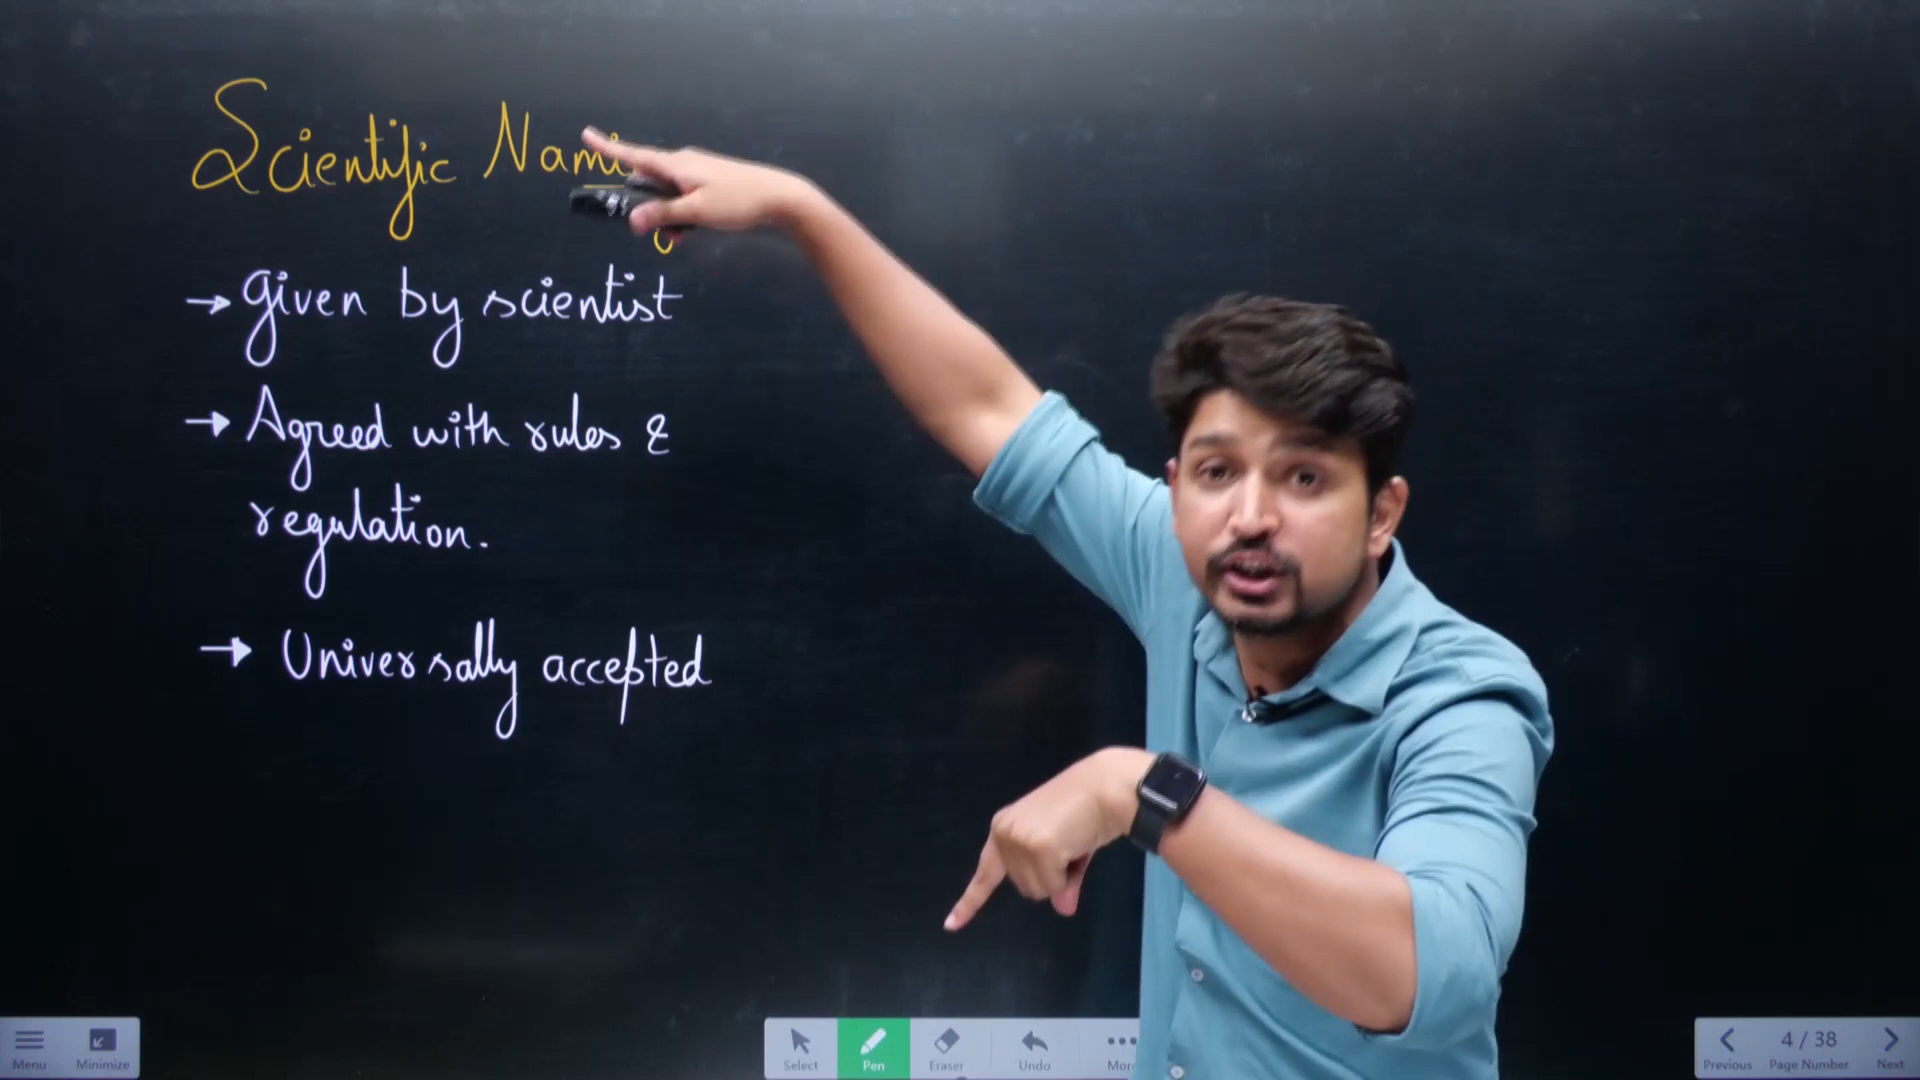 Scientific
→ Given by scientist
→ Agreed with rules &
regulation.
→ Universally accepted
Menu Minimize Select Pen Eraser Undo Previous 4 / 38 Page Number Next